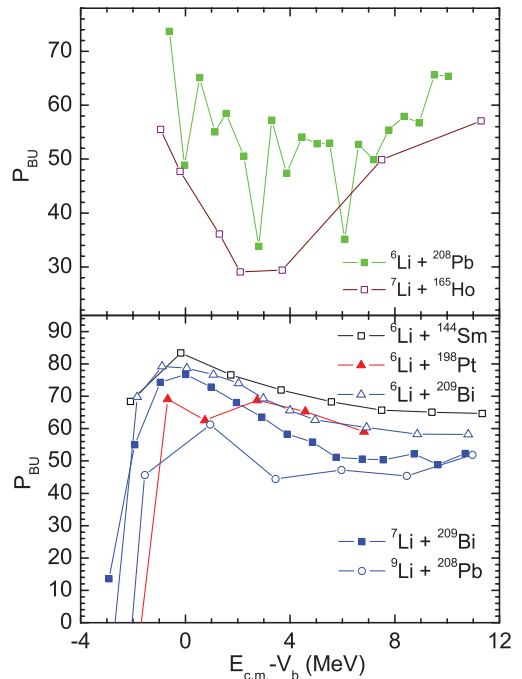 70
60
50
40
30
P_BU
⁶Li + ²⁰⁸Pb
⁷Li + ¹⁶⁵Ho
90
80
70
60
50
40
30
20
10
0
P_BU
⁶Li + ¹⁴⁴Sm
⁶Li + ¹⁹⁸Pt
⁶Li + ²⁰⁹Bi
⁷Li + ²⁰⁹Bi
⁹Li + ²⁰⁸Pb
-4 0 4 8 12
E_c.m.-V_b (MeV)